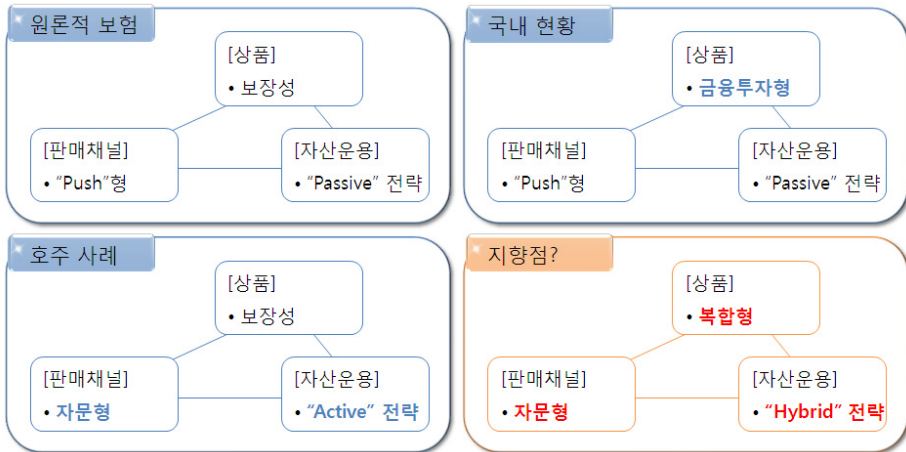 원론적 보험
[상품]
• 보장성
[판매채널]
• “Push”형
[자산운용]
• “Passive” 전략
국내 현황
[상품]
• 금융투자형
[판매채널]
• “Push”형
[자산운용]
• “Passive” 전략
호주 사례
[상품]
• 보장성
[판매채널]
• 자문형
[자산운용]
• “Active” 전략
지향점?
[상품]
• 복합형
[판매채널]
• 자문형
[자산운용]
• “Hybrid” 전략